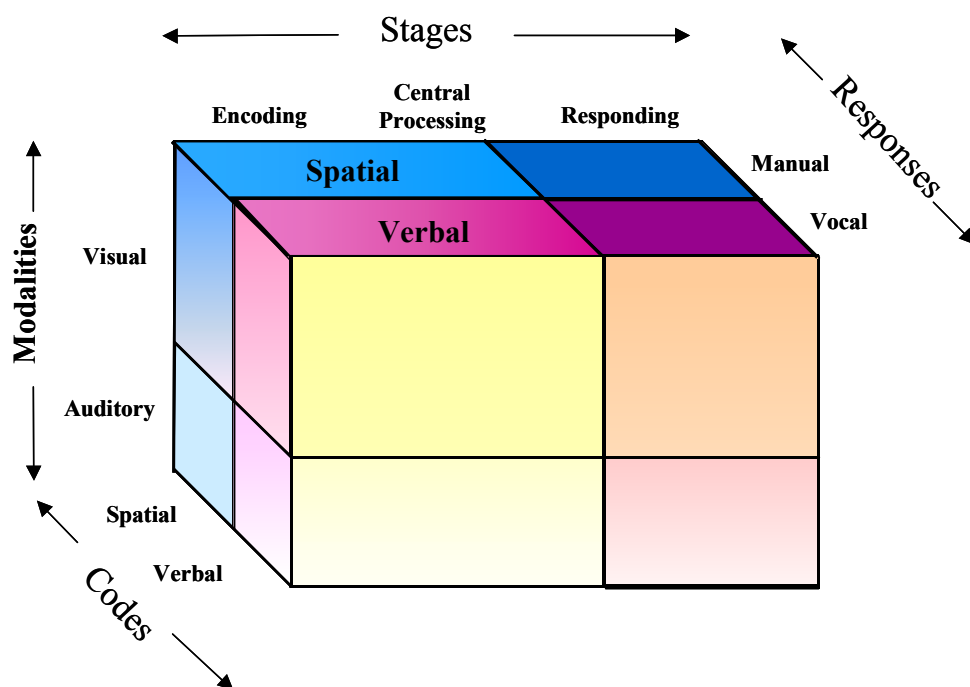 Stages
Responses
Encoding
Central
Processing
Responding
Spatial
Manual
Verbal
Vocal
Modalities
Visual
Auditory
Spatial
Verbal
Codes